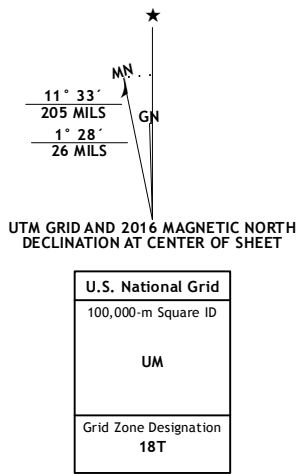 ★
MN
GN
11° 33´
205 MILS
1° 28´
26 MILS
UTM GRID AND 2016 MAGNETIC NORTH
DECLINATION AT CENTER OF SHEET
U.S. National Grid
100,000-m Square ID
UM
Grid Zone Designation
18T